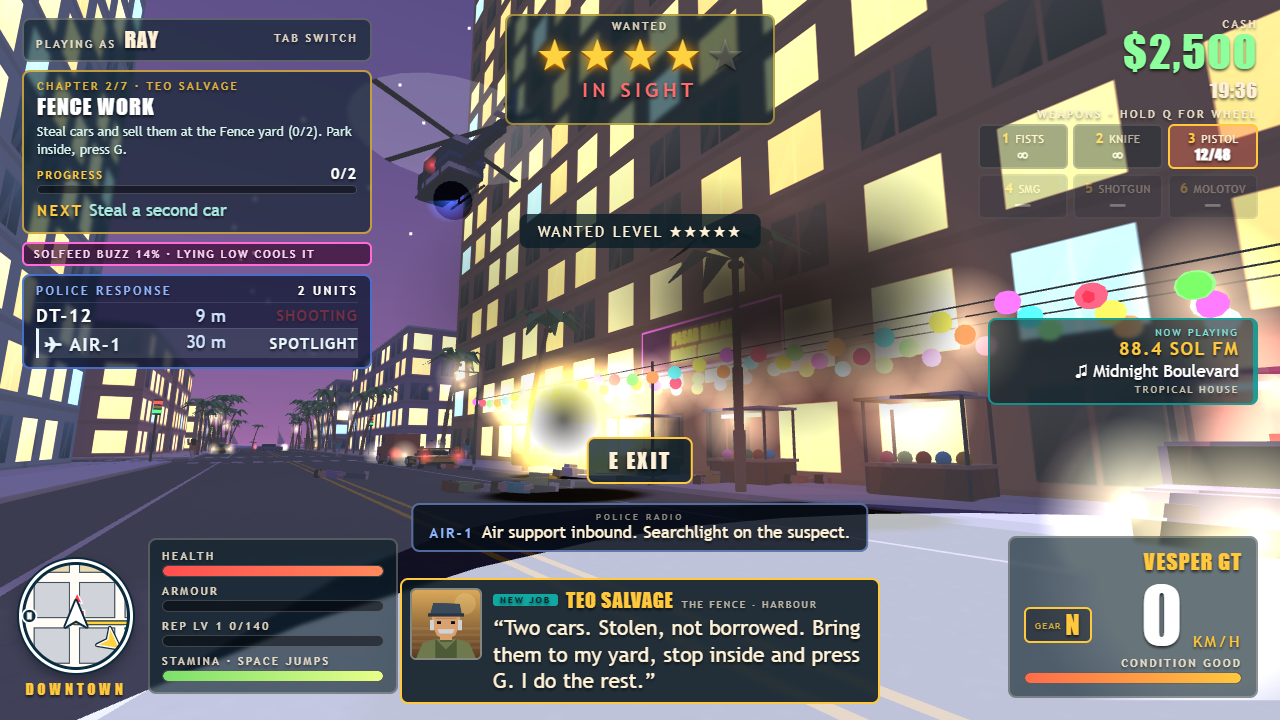 PLAYING AS RAY TAB SWITCH
CHAPTER 2/7 · TEO SALVAGE
FENCE WORK
Steal cars and sell them at the Fence yard (0/2). Park
inside, press G.
PROGRESS 0/2
NEXT Steal a second car
SOLFEED BUZZ 14% · LYING LOW COOLS IT
POLICE RESPONSE 2 UNITS
DT-12 9 m SHOOTING
AIR-1 30 m SPOTLIGHT
WANTED
IN SIGHT
WANTED LEVEL ★★★★★
CASH
$2,500
19:36
WEAPONS · HOLD Q FOR WHEEL
1 FISTS ∞
2 KNIFE ∞
3 PISTOL 12/48
4 SMG —
5 SHOTGUN —
6 MOLOTOV —
NOW PLAYING
88.4 SOL FM
♫ Midnight Boulevard
TROPICAL HOUSE
E EXIT
POLICE RADIO
AIR-1 Air support inbound. Searchlight on the suspect.
NEW JOB TEO SALVAGE THE FENCE · HARBOUR
“Two cars. Stolen, not borrowed. Bring
them to my yard, stop inside and press
G. I do the rest.”
HEALTH
ARMOUR
REP LV 1 0/140
STAMINA · SPACE JUMPS
DOWNTOWN
VESPER GT
GEAR N
0 KM/H
CONDITION GOOD